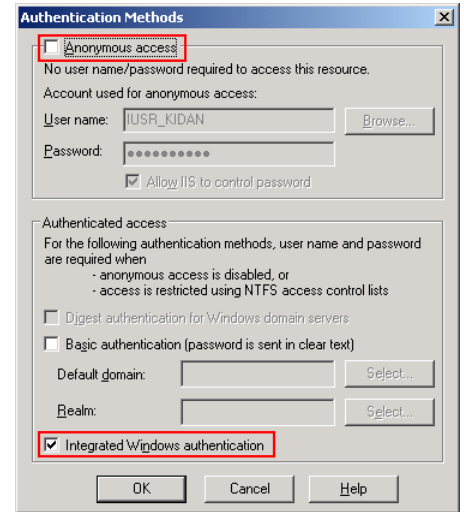 Authentication Methods
Anonymous access
No user name/password required to access this resource.
Account used for anonymous access:
User name: IUSR_KIDAN Browse...
Password: ●●●●●●●●●●
Allow IIS to control password
Authenticated access
For the following authentication methods, user name and password
are required when
- anonymous access is disabled, or
- access is restricted using NTFS access control lists
Digest authentication for Windows domain servers
Basic authentication (password is sent in clear text)
Default domain: Select...
Realm: Select...
Integrated Windows authentication
OK Cancel Help